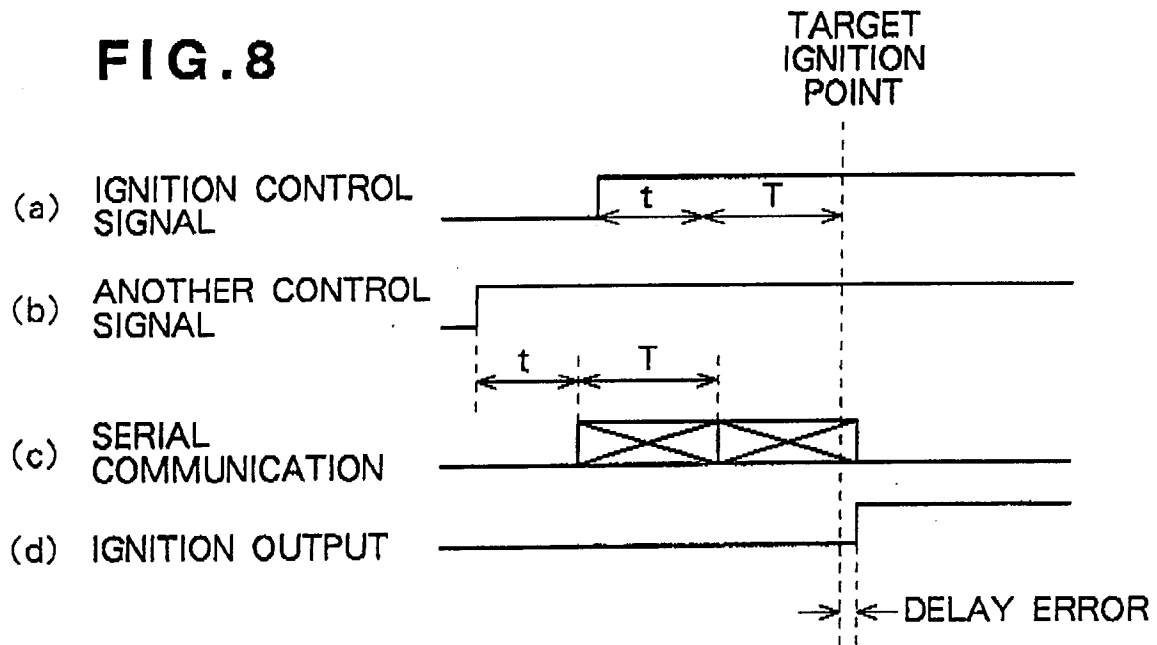 FIG.8
TARGET
IGNITION
POINT
(a) IGNITION CONTROL
SIGNAL
t T
(b) ANOTHER CONTROL
SIGNAL
t T
(c) SERIAL
COMMUNICATION
(d) IGNITION OUTPUT
DELAY ERROR